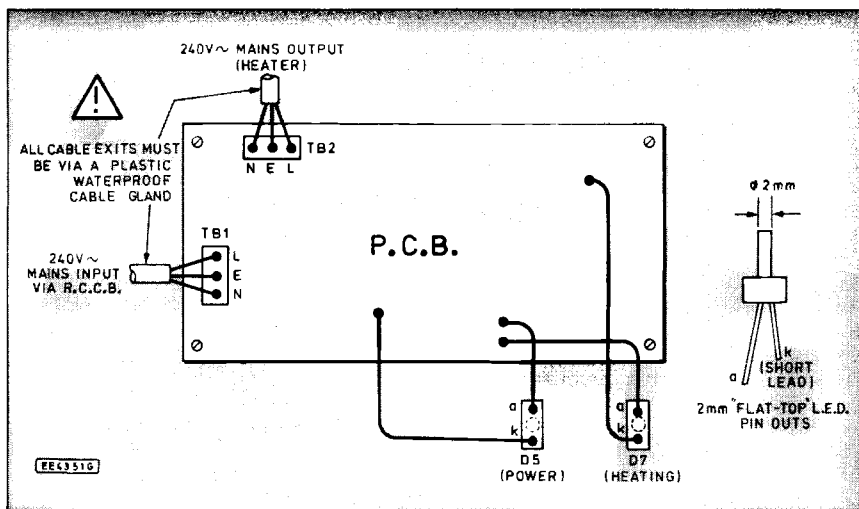 240V~ MAINS OUTPUT
(HEATER)
!
ALL CABLE EXITS MUST
BE VIA A PLASTIC
WATERPROOF
CABLE GLAND
N E L
TB2
TB1
L
E
N
240V~
MAINS INPUT
VIA R.C.C.B.
P.C.B.
ø 2mm
a
k
(SHORT
LEAD)
2mm "FLAT-TOP" L.E.D.
PIN OUTS
a
k
D5
(POWER)
a
k
D7
(HEATING)
EE4351G